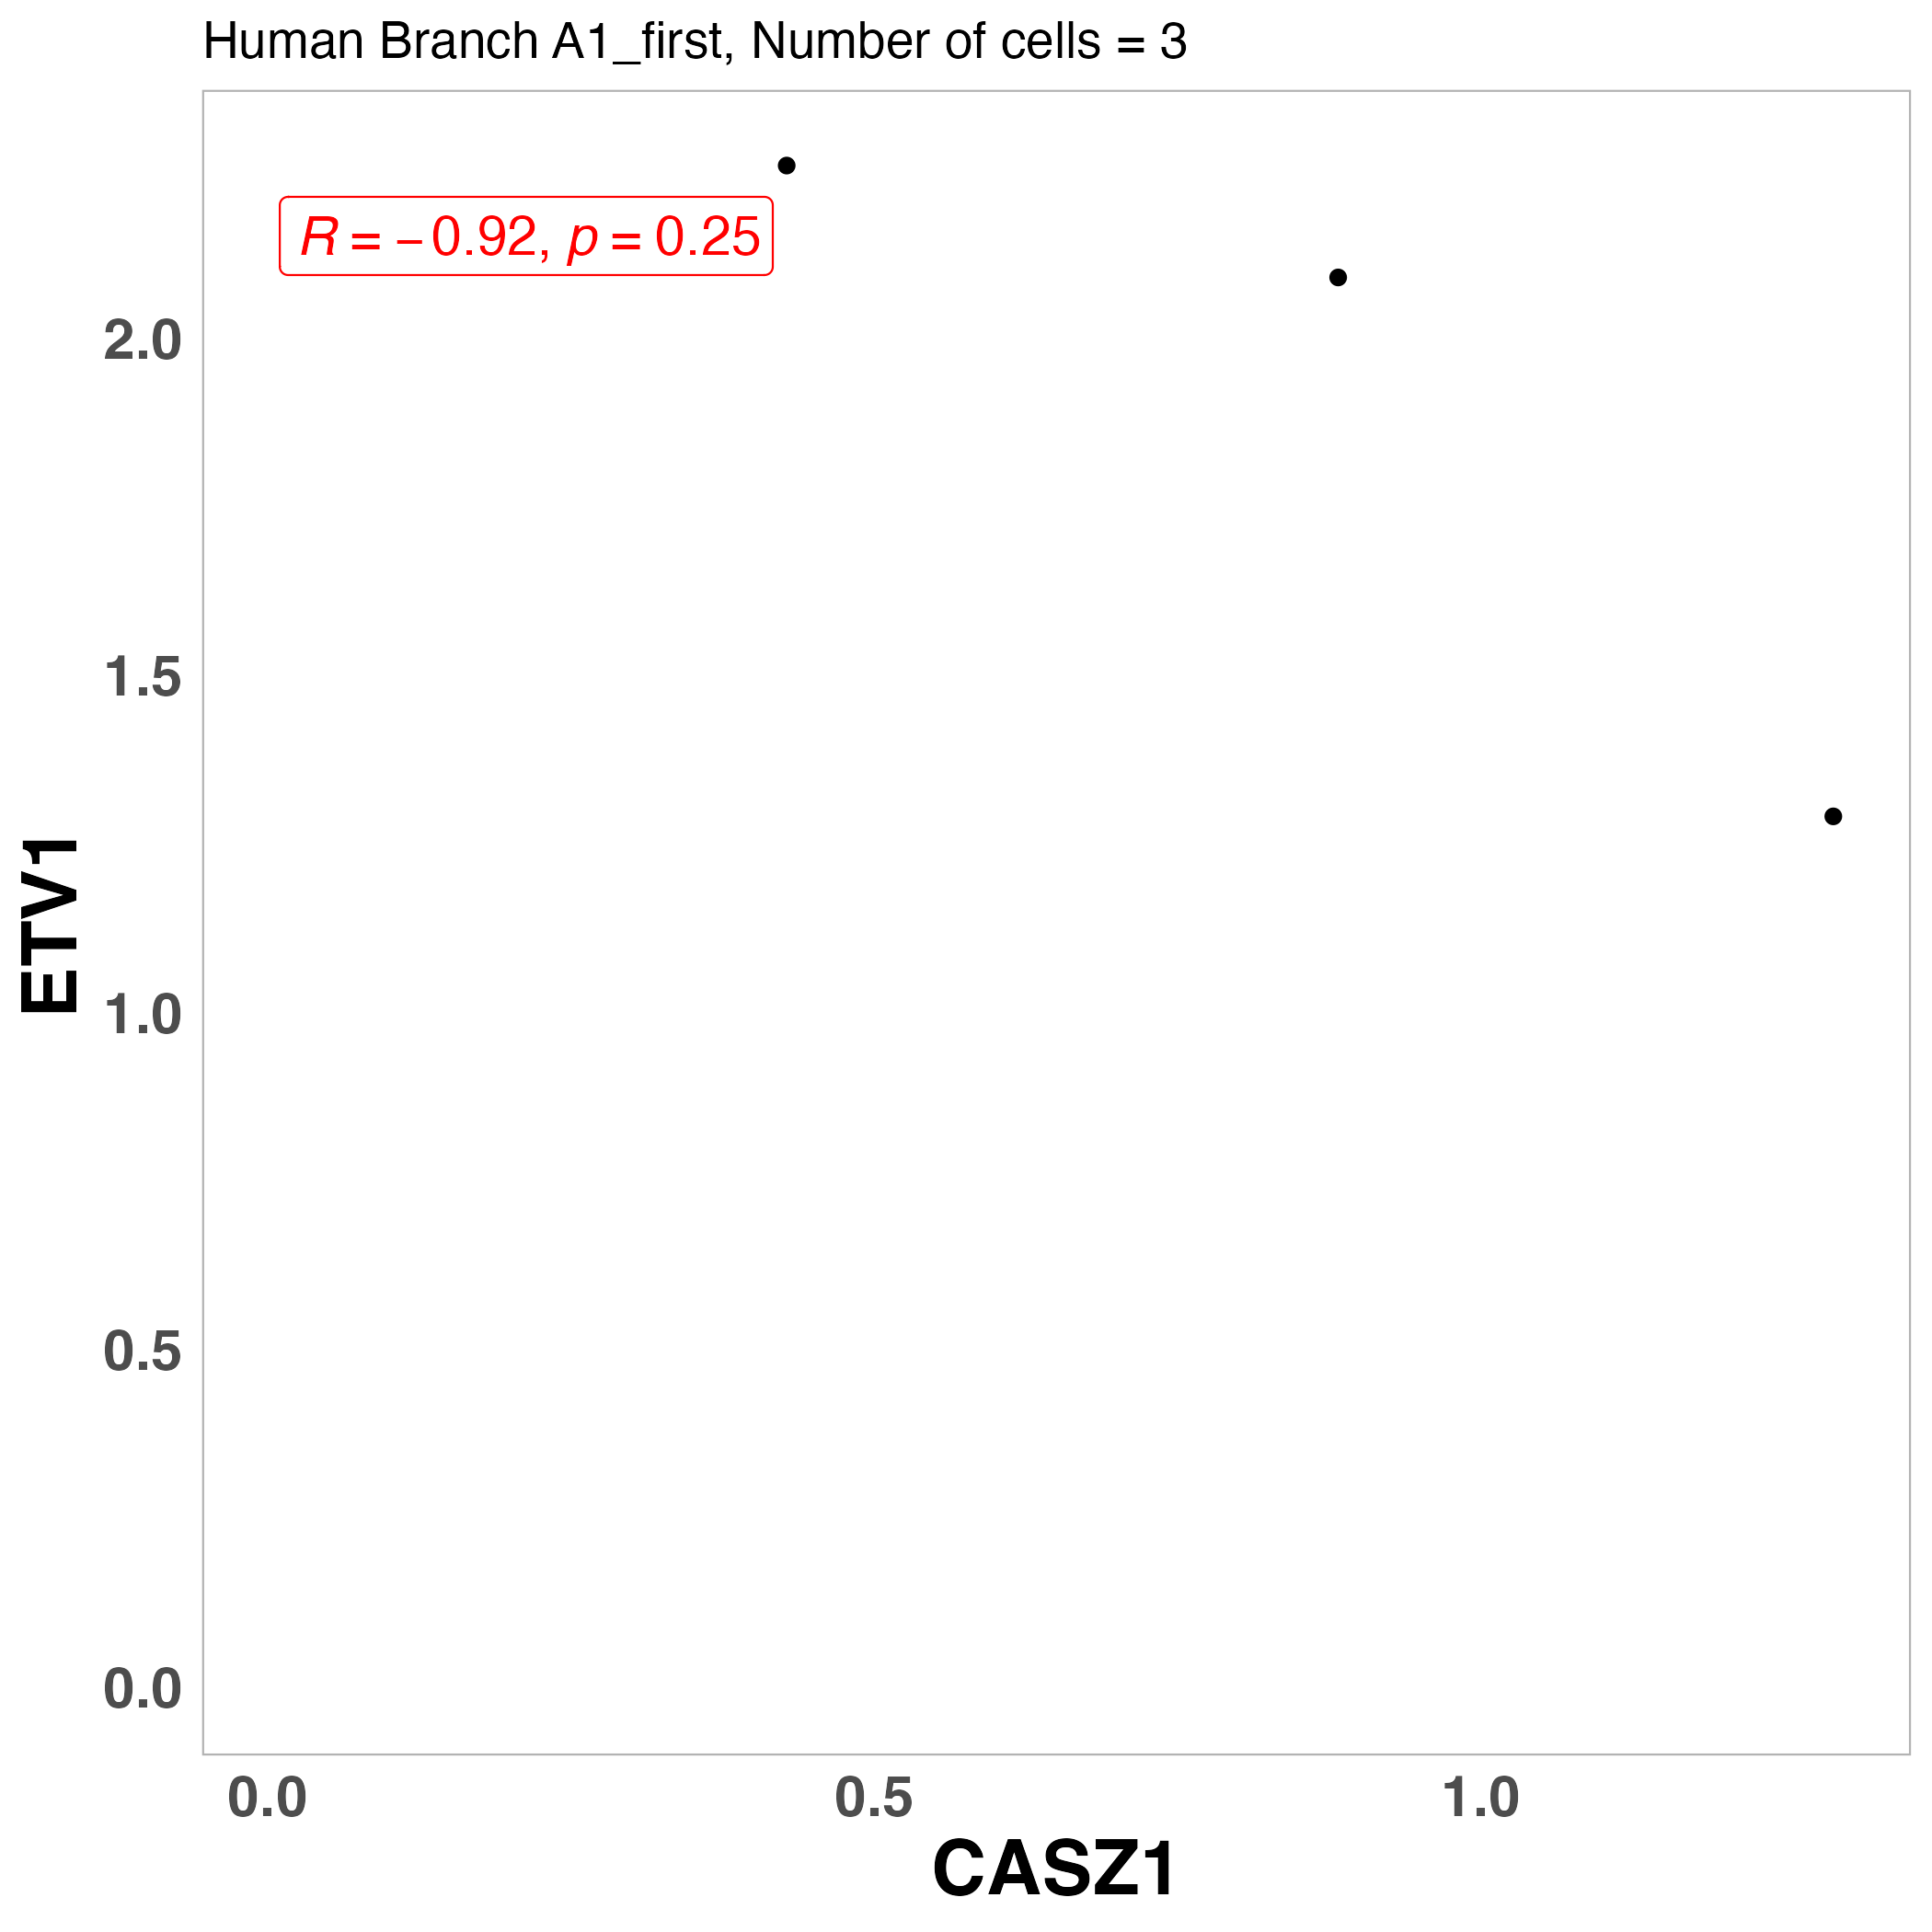 Human Branch A1_first, Number of cells = 3
R = −0.92, p = 0.25
2.0
1.5
1.0
0.5
0.0
ETV1
0.0 0.5 1.0
CASZ1